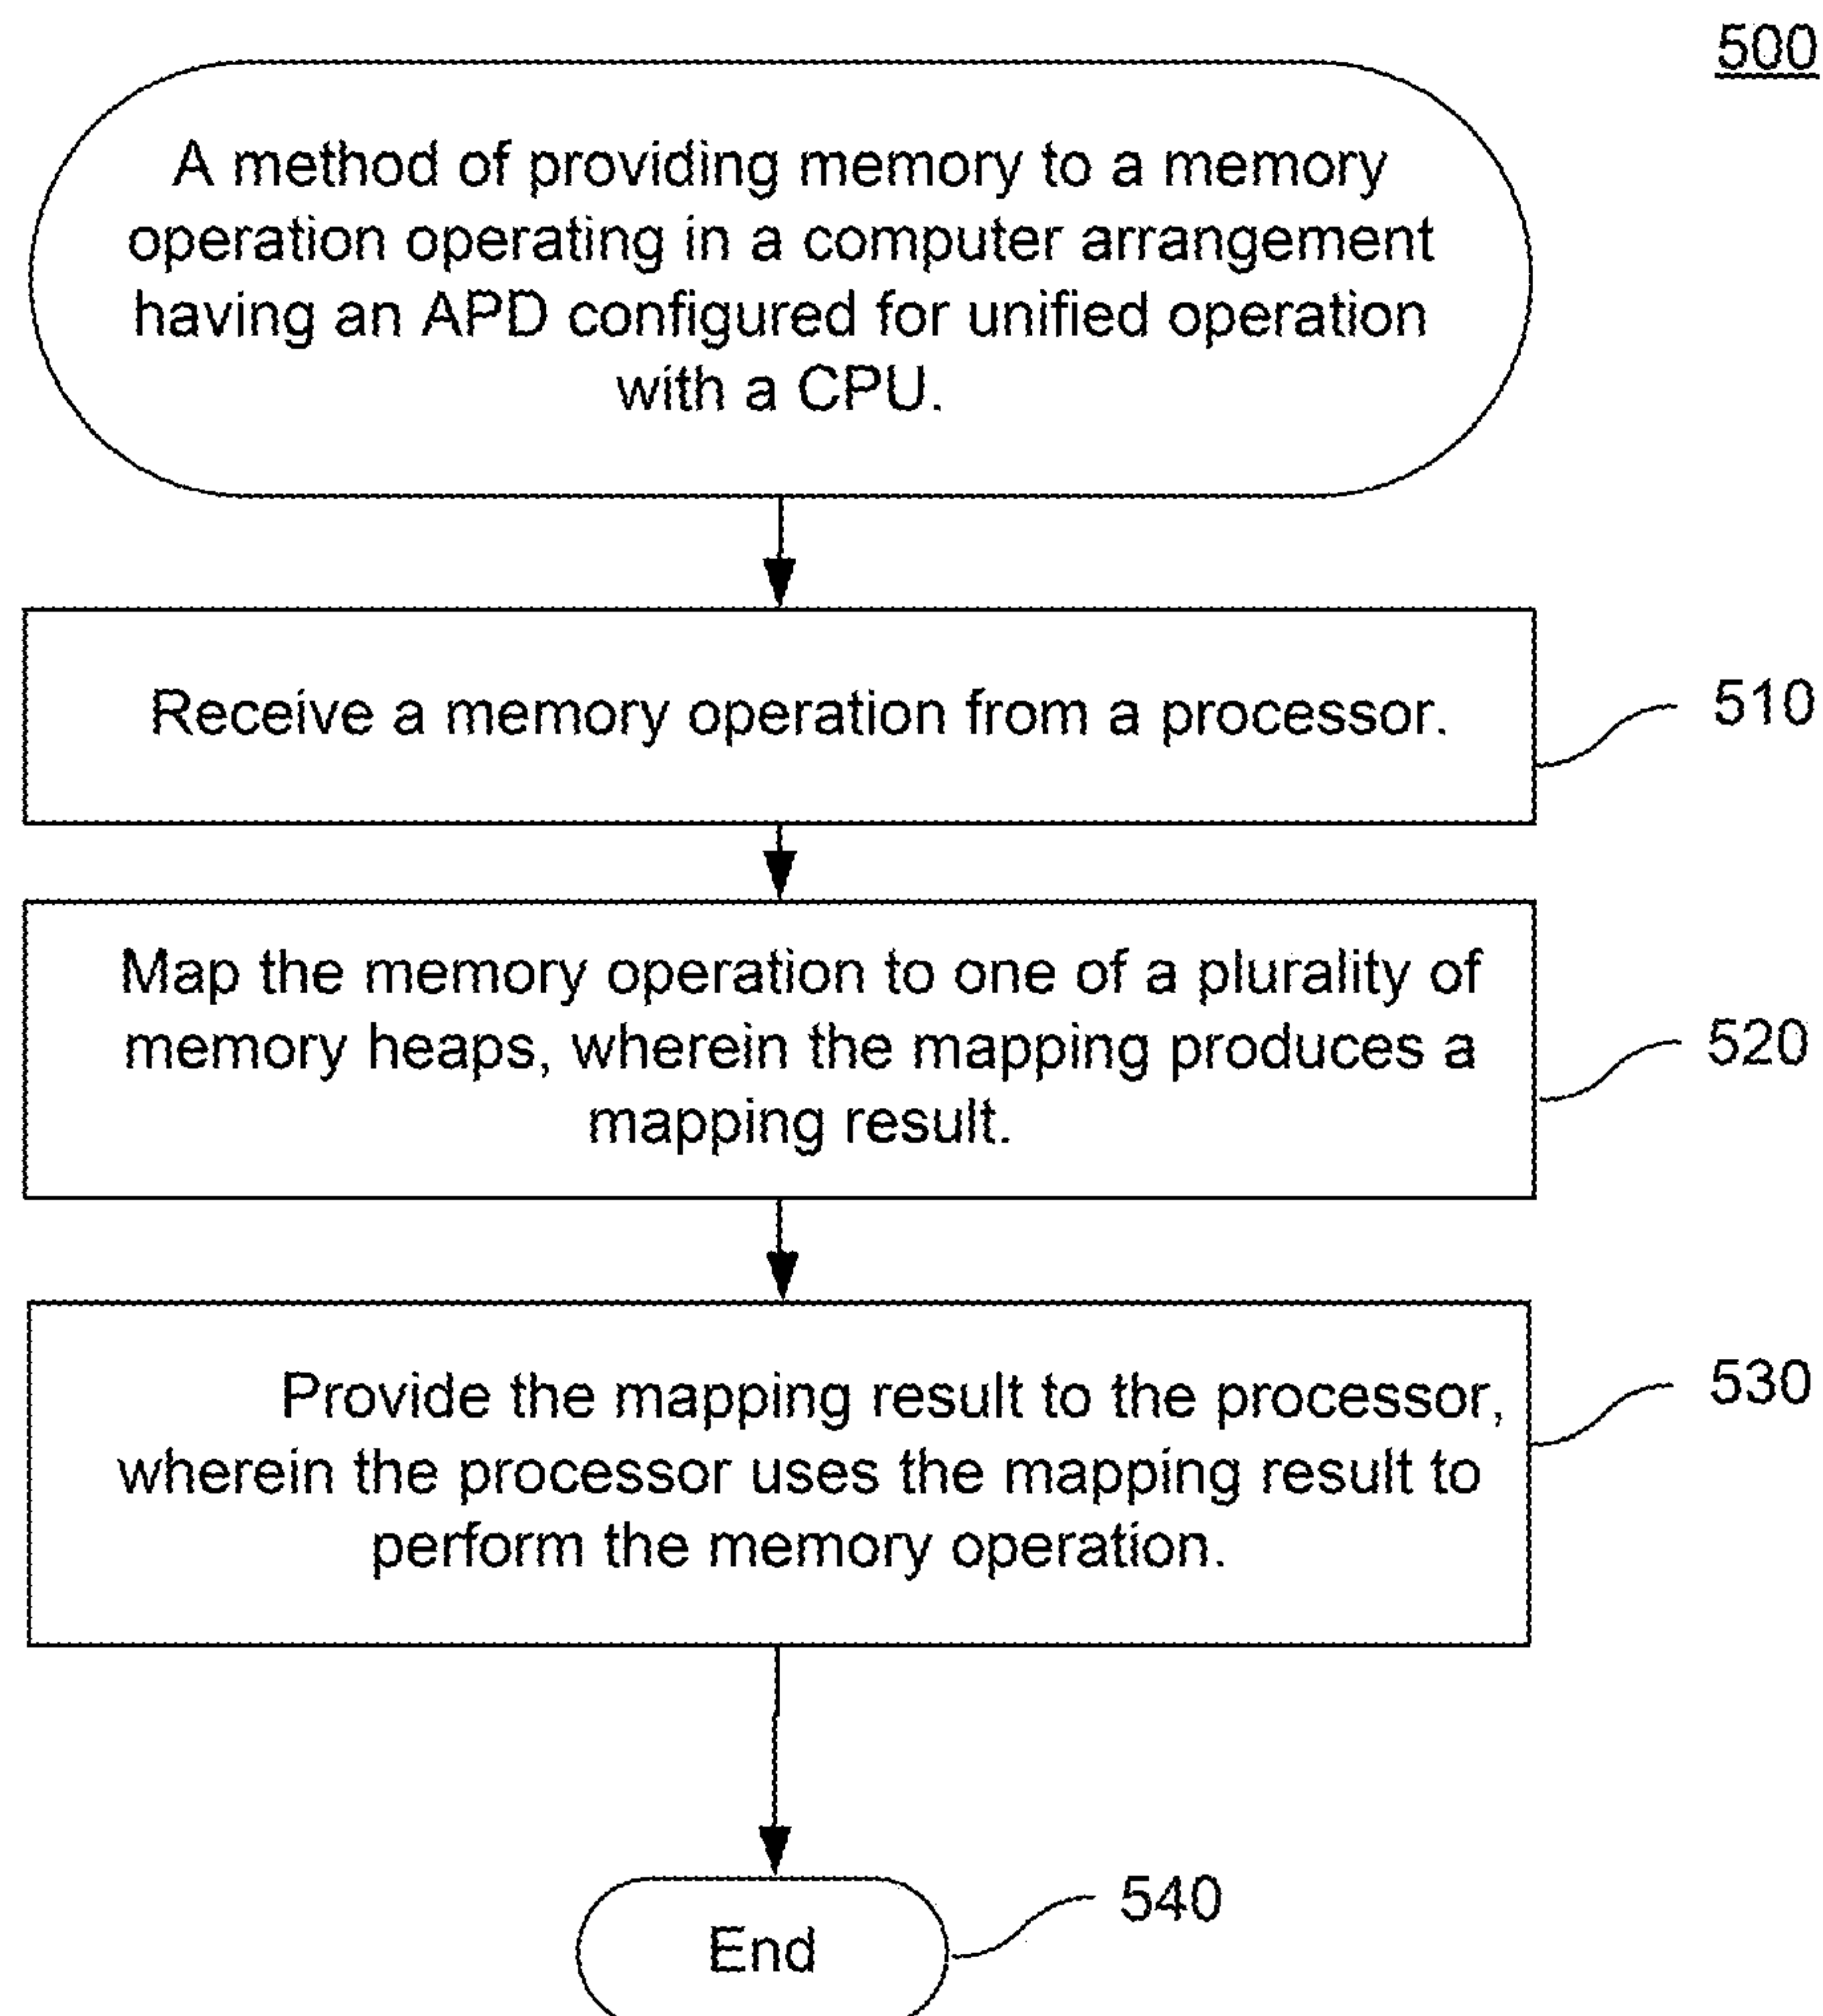 500
A method of providing memory to a memory
operation operating in a computer arrangement
having an APD configured for unified operation
with a CPU.
Receive a memory operation from a processor.
510
Map the memory operation to one of a plurality of
memory heaps, wherein the mapping produces a
mapping result.
520
Provide the mapping result to the processor,
wherein the processor uses the mapping result to
perform the memory operation.
530
End
540